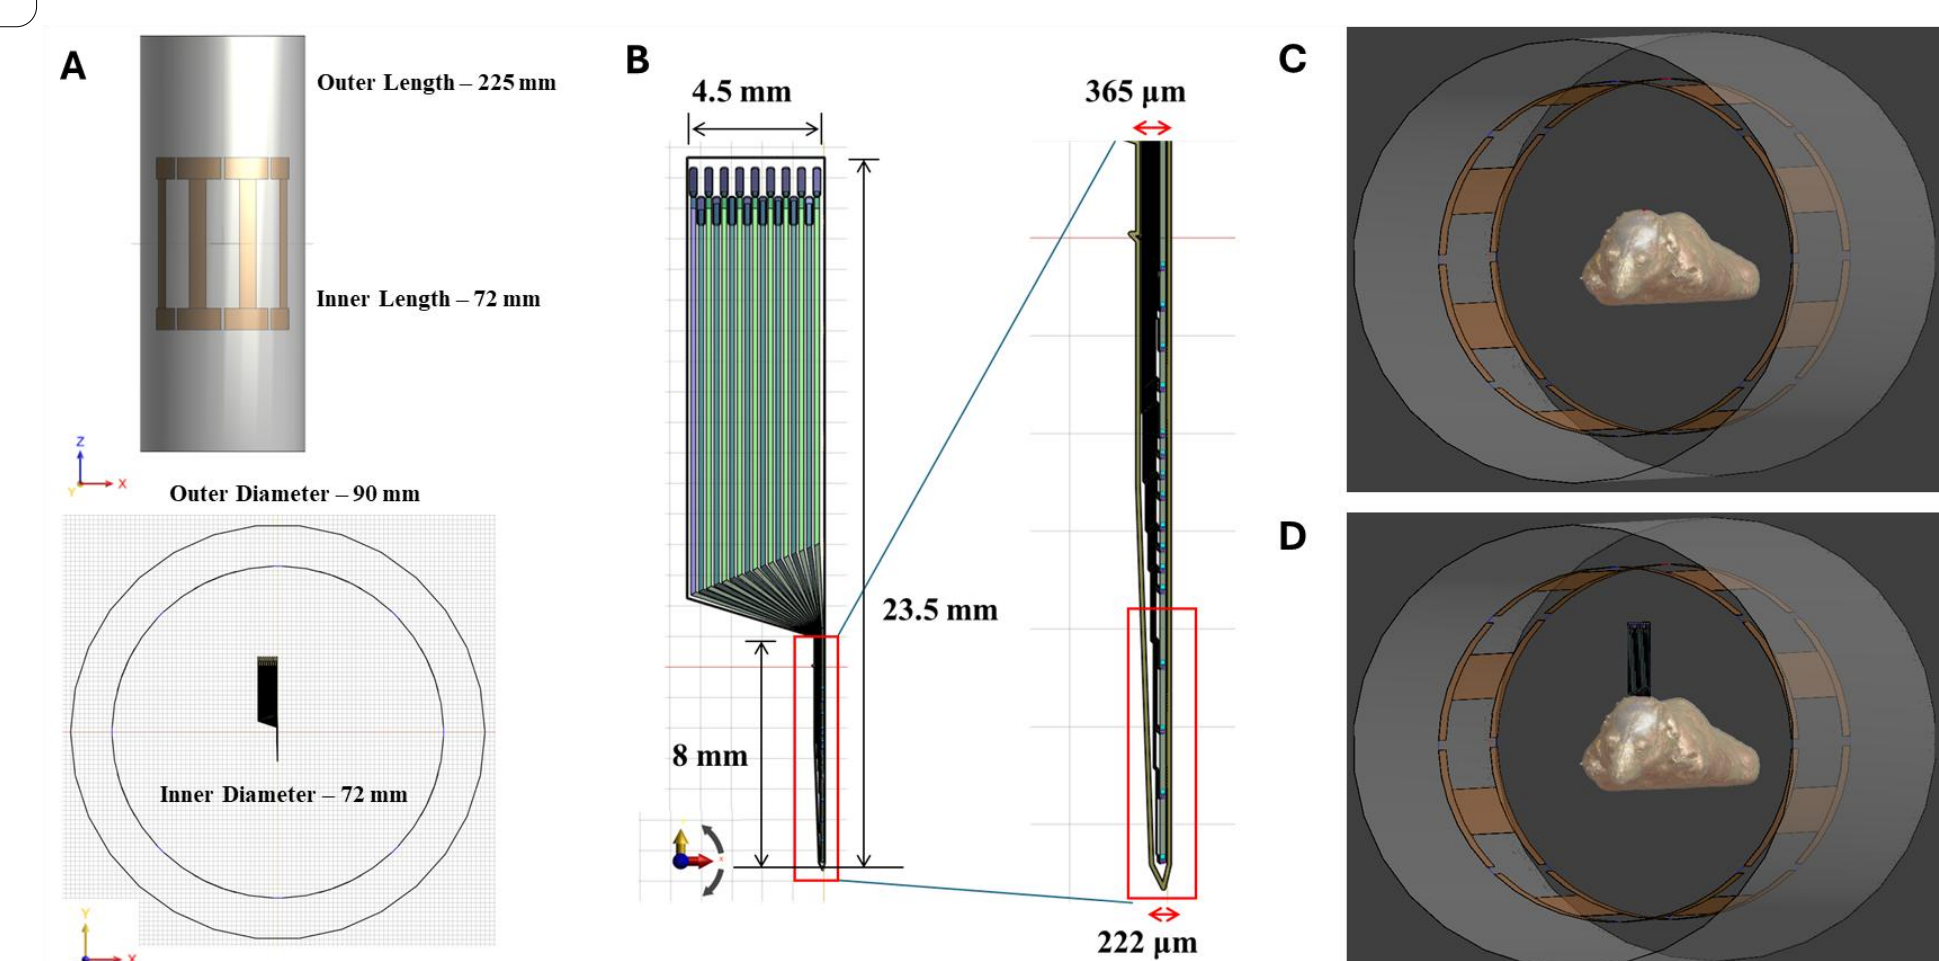 A
Outer Length – 225 mm
Inner Length – 72 mm
Z
Y
X
Outer Diameter – 90 mm
Inner Diameter – 72 mm
Y
X
B
4.5 mm
365 µm
23.5 mm
8 mm
x
222 µm
C
D